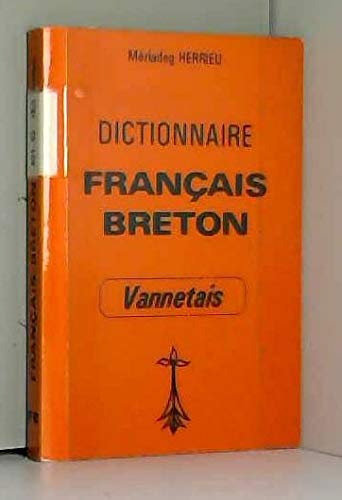 Mériadeg HERRIEU
DICTIONNAIRE
FRANÇAIS
BRETON
Vannetais
FRANÇAIS BRETON